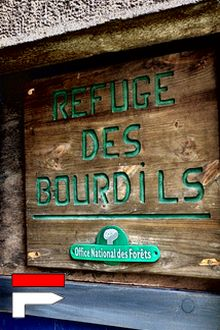 REFUGE
DES
BOURDiLS
Office National des Forêts